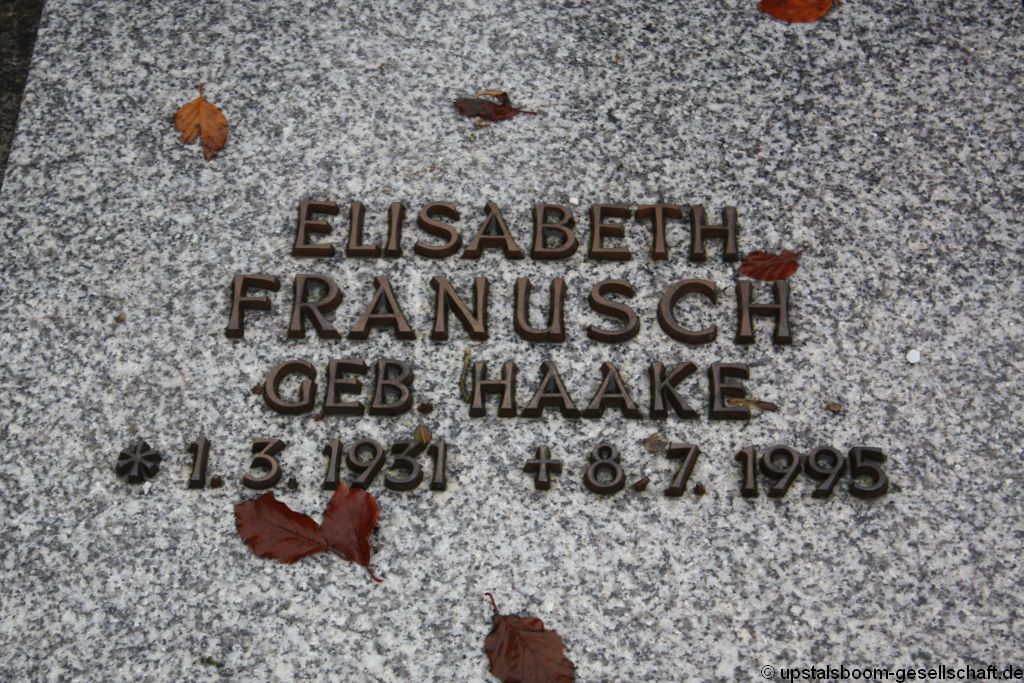 ELISABETH
FRANUSCH
GEB. HAAKE
* 1.3.1931 + 8.7.1995
© upstalsboom-gesellschaft.de